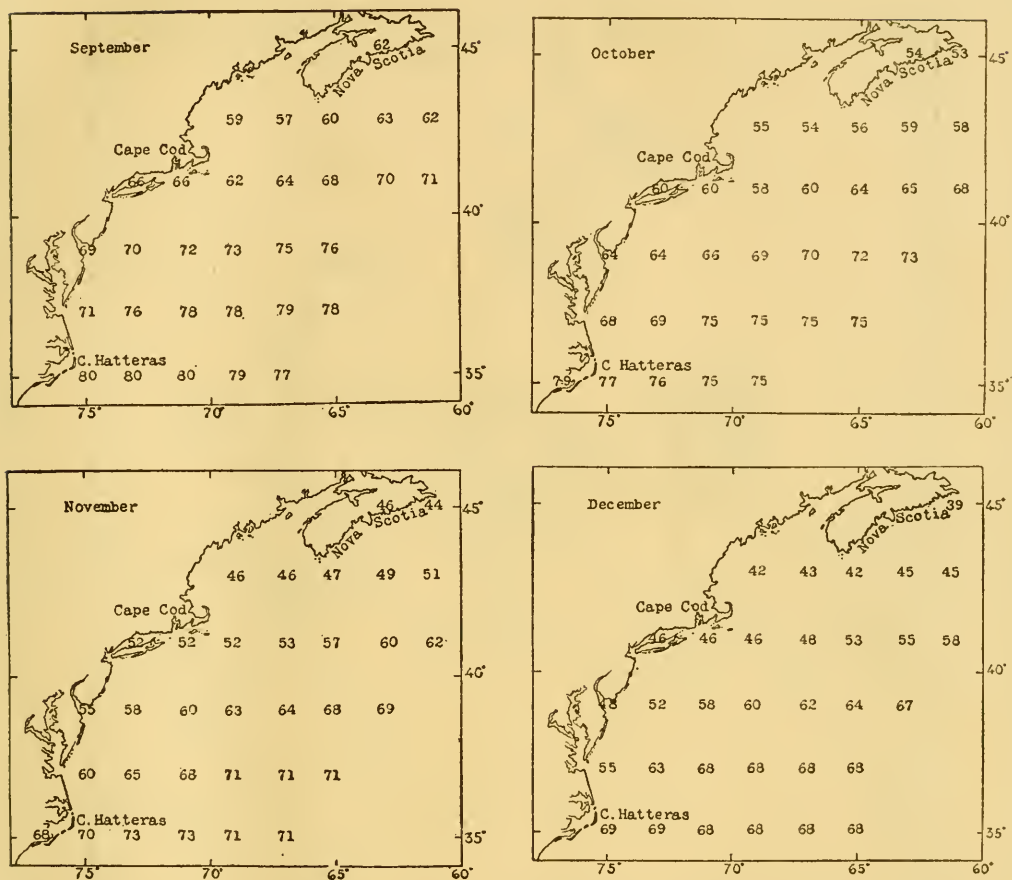 September
62
Nova Scotia
45°
59 57 60 63 62
Cape Cod
66 66 62 64 68 70 71
40°
69 70 72 73 75 76
71 76 78 78 79 78
C. Hatteras
80 80 80 79 77
35°
75° 70° 65° 60°
October
54 53
Nova Scotia
45°
55 54 56 59 58
Cape Cod
60 60 58 60 64 65 68
40°
64 64 66 69 70 72 73
68 69 75 75 75 75
C Hatteras
79 77 76 75 75
35°
75° 70° 65° 60°
November
46 44
Nova Scotia
45°
46 46 47 49 51
Cape Cod
52 52 52 53 57 60 62
40°
55 58 60 63 64 68 69
60 65 68 71 71 71
C.Hatteras
68 70 73 73 71 71
35°
75° 70° 65° 60°
December
39
Nova Scotia
45°
42 43 42 45 45
Cape Cod
46 46 46 48 53 55 58
40°
48 52 58 60 62 64 67
55 63 68 68 68 68
C.Hatteras
69 69 68 68 68 68
35°
75° 70° 65° 60°